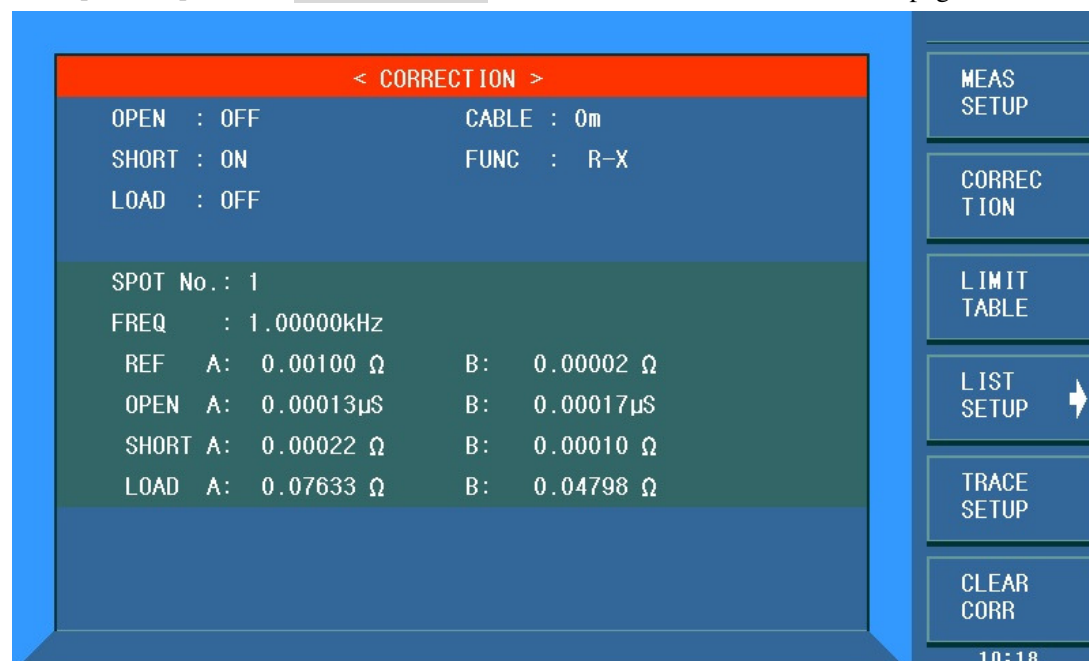 < CORRECTION >
OPEN : OFF CABLE : 0m
SHORT : ON FUNC : R-X
LOAD : OFF
SPOT No.: 1
FREQ : 1.00000kHz
REF A: 0.00100 Ω B: 0.00002 Ω
OPEN A: 0.00013µS B: 0.00017µS
SHORT A: 0.00022 Ω B: 0.00010 Ω
LOAD A: 0.07633 Ω B: 0.04798 Ω
MEAS
SETUP
CORREC
TION
LIMIT
TABLE
LIST
SETUP
TRACE
SETUP
CLEAR
CORR
10:18